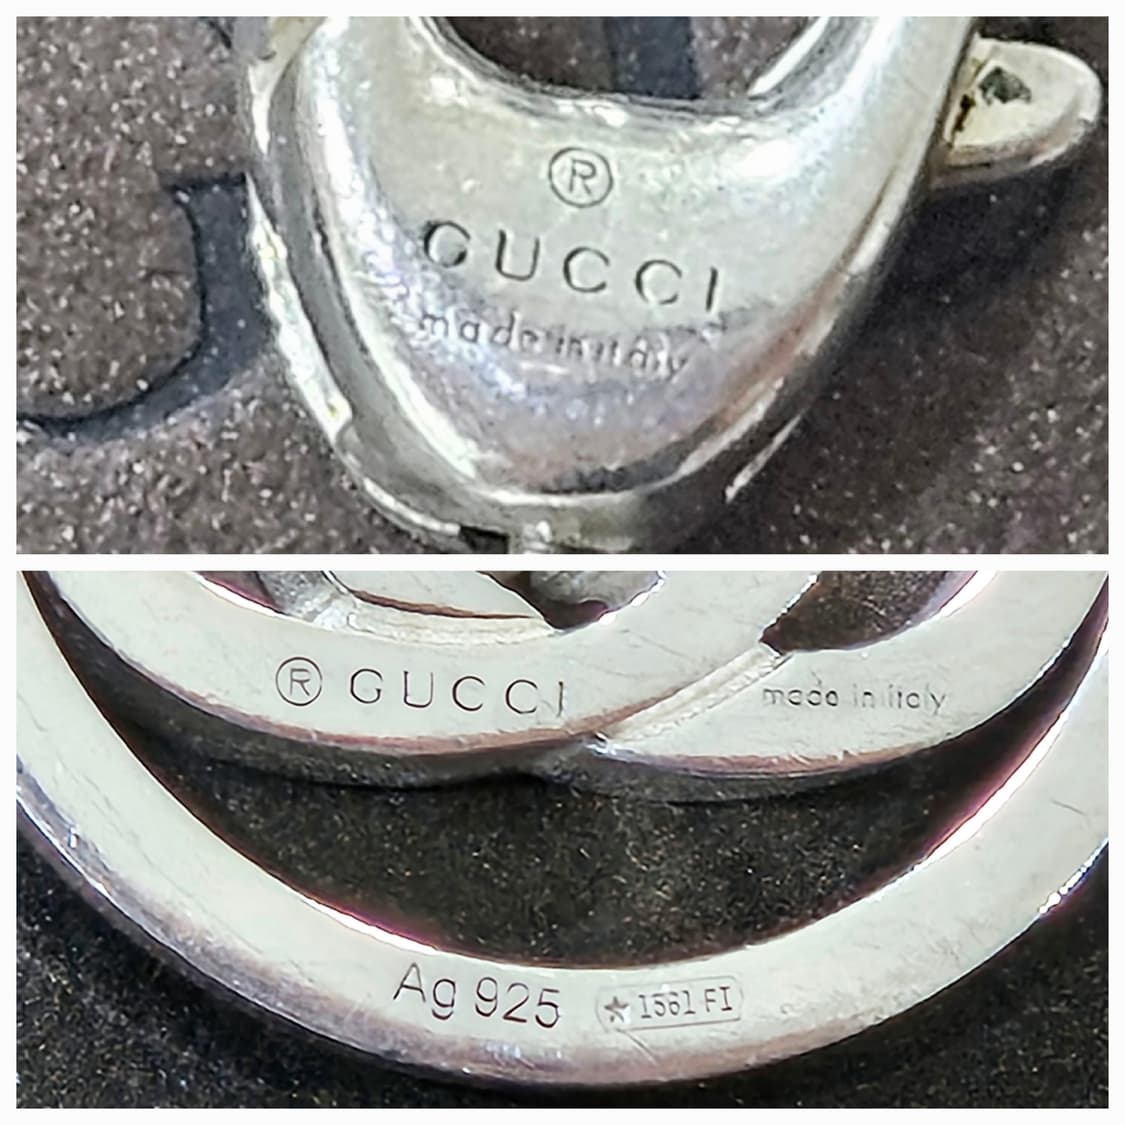 ®
GUCCI
made in italy
® GUCCI
made in italy
Ag 925
★ 1561 FI